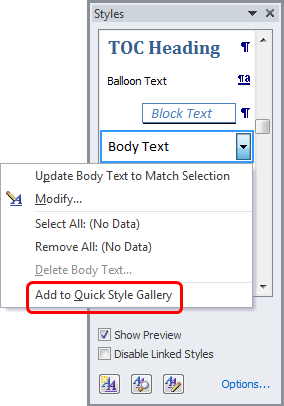 Styles
TOC Heading ¶
Balloon Text ¶a
Block Text ¶
Body Text
Update Body Text to Match Selection
Modify...
Select All: (No Data)
Remove All: (No Data)
Delete Body Text...
Add to Quick Style Gallery
Show Preview
Disable Linked Styles
Options...